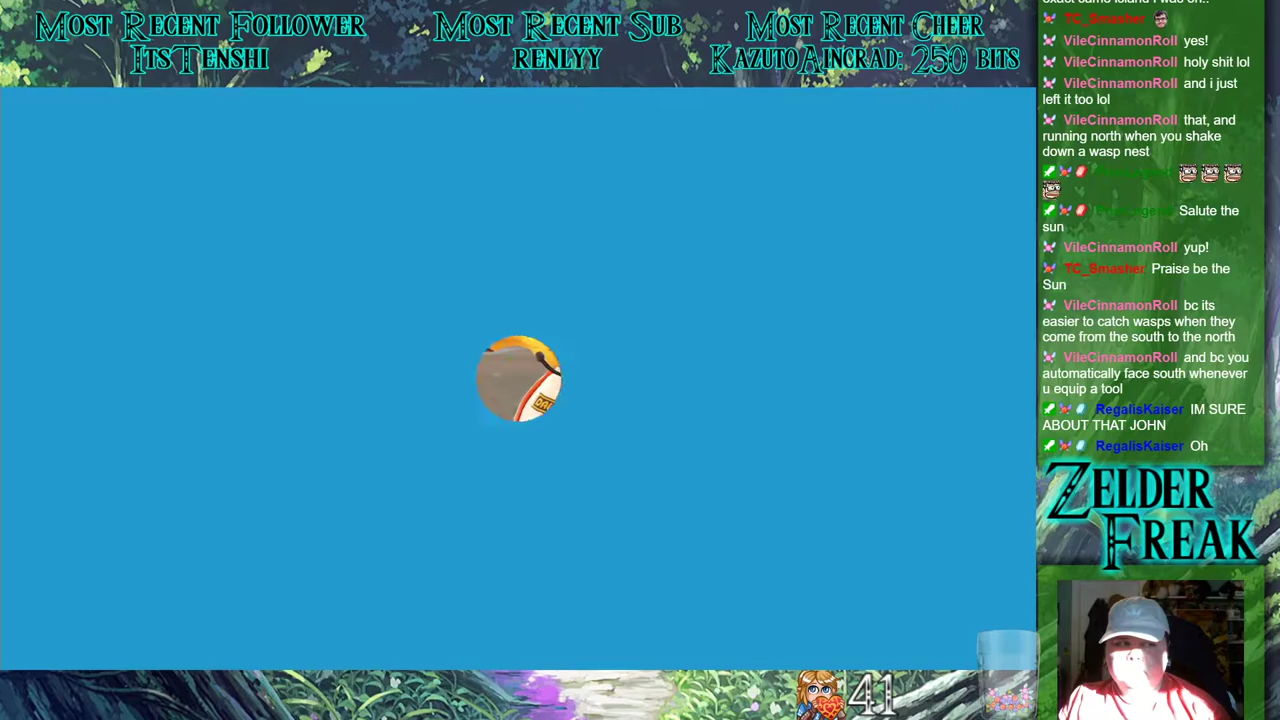 Most Recent Follower
ItsTenshi
Most Recent Sub
renlyy
Most Recent Cheer
KazutoAincrad: 250 bits
TC_Smasher
VileCinnamonRoll yes!
VileCinnamonRoll holy shit lol
VileCinnamonRoll and i just
left it too lol
VileCinnamonRoll that, and
running north when you shake
down a wasp nest
Salute the
sun
VileCinnamonRoll yup!
TC_Smasher Praise be the
Sun
VileCinnamonRoll bc its
easier to catch wasps when they
come from the south to the north
VileCinnamonRoll and bc you
automatically face south whenever
u equip a tool
RegalisKaiser IM SURE
ABOUT THAT JOHN
RegalisKaiser Oh
Zelder
Freak
41